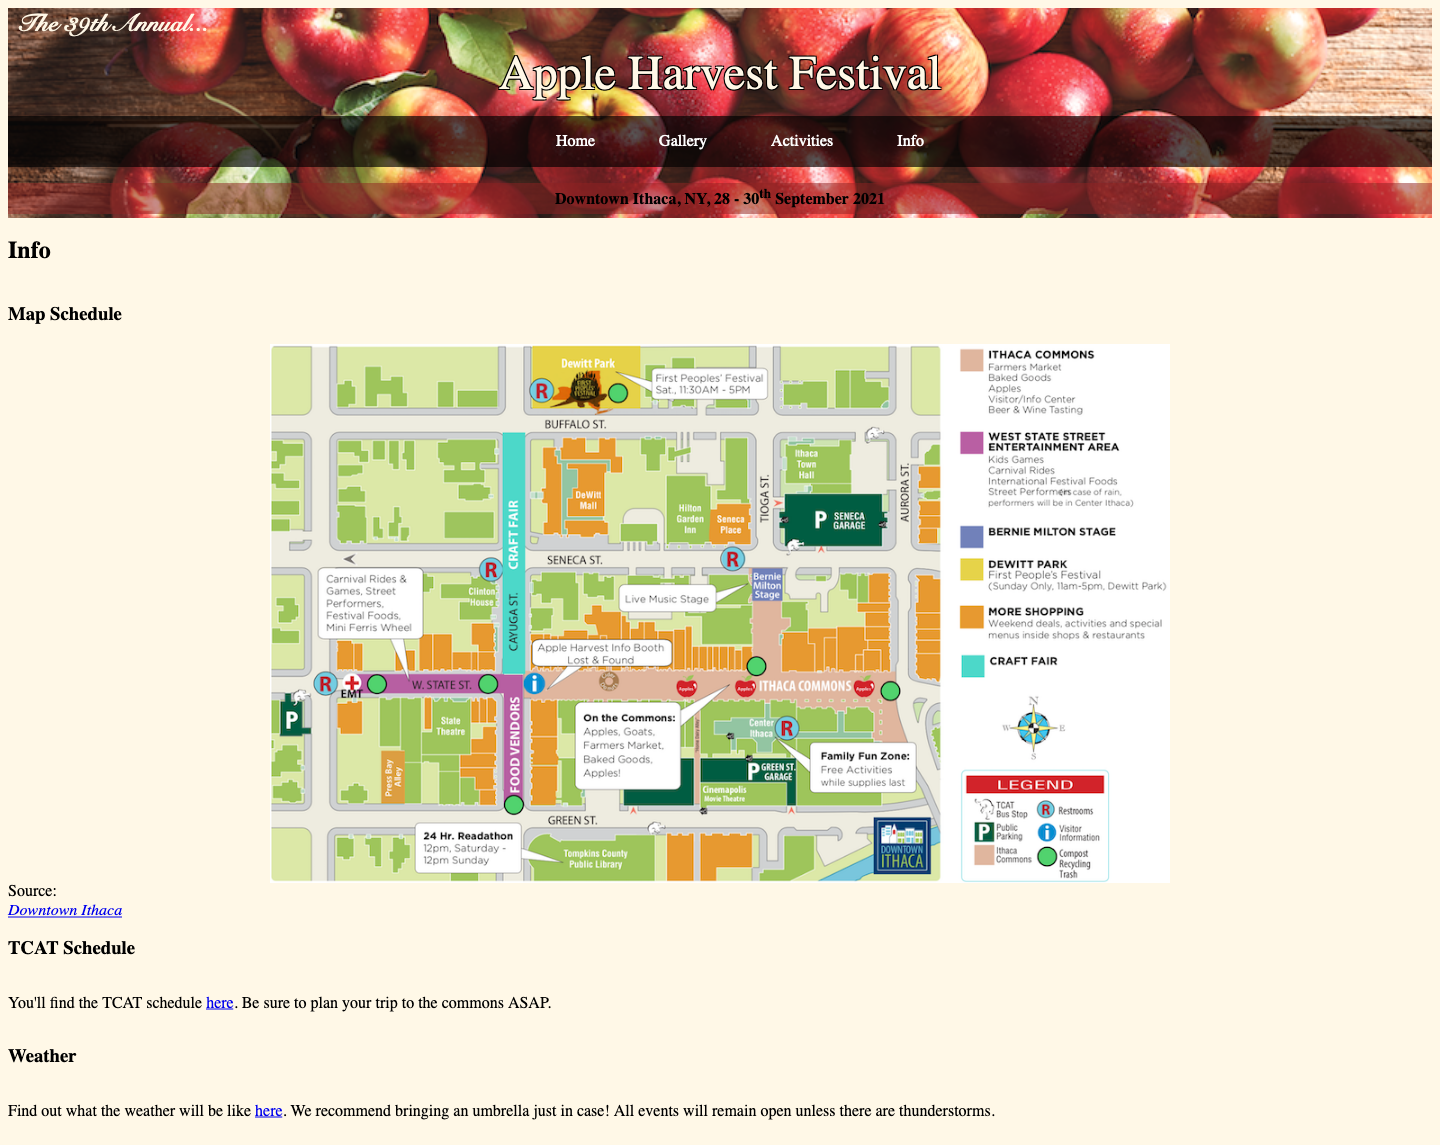 The 39th Annual...
Apple Harvest Festival
Home
Gallery
Activities
Info
Downtown Ithaca, NY, 28 - 30th September 2021
Info
Map Schedule
Dewitt Park
FIRST PEOPLES FESTIVAL
First Peoples' Festival
Sat., 11:30AM - 5PM
R
BUFFALO ST.
CRAFT FAIR
DeWitt
Mall
Hilton
Garden
Inn
Seneca
Place
TIOGA ST.
Ithaca
Town
Hall
P SENECA
GARAGE
AURORA ST.
SENECA ST.
R
R
Carnival Rides &
Games, Street
Performers,
Festival Foods,
Mini Ferris Wheel
Clinton
House
CAYUGA ST.
Live Music Stage
Bernie
Milton
Stage
Apple Harvest Info Booth
Lost & Found
R
EMT
W. STATE ST.
i
Apples
Apples
ITHACA COMMONS
Apples
P
State
Theatre
Press Bay
Alley
FOOD VENDORS
On the Commons:
Apples, Goats,
Farmers Market,
Baked Goods,
Apples!
Center
Ithaca
R
P GREEN ST.
GARAGE
Cinemapolis
Movie Theatre
Family Fun Zone:
Free Activities
while supplies last
GREEN ST.
24 Hr. Readathon
12pm, Saturday -
12pm Sunday
Tompkins County
Public Library
DOWNTOWN
ITHACA
ITHACA COMMONS
Farmers Market
Baked Goods
Apples
Visitor/Info Center
Beer & Wine Tasting
WEST STATE STREET
ENTERTAINMENT AREA
Kids Games
Carnival Rides
International Festival Foods
Street Performers (In case of rain,
performers will be in Center Ithaca)
BERNIE MILTON STAGE
DEWITT PARK
First People's Festival
(Sunday Only, 11am-5pm, Dewitt Park)
MORE SHOPPING
Weekend deals, activities and special
menus inside shops & restaurants
CRAFT FAIR
N
W
E
S
LEGEND
TCAT
Bus Stop
R Restrooms
P Public
Parking
i Visitor
Information
Ithaca
Commons
Compost
Recycling
Trash
Source:
Downtown Ithaca
TCAT Schedule
You'll find the TCAT schedule here. Be sure to plan your trip to the commons ASAP.
Weather
Find out what the weather will be like here. We recommend bringing an umbrella just in case! All events will remain open unless there are thunderstorms.